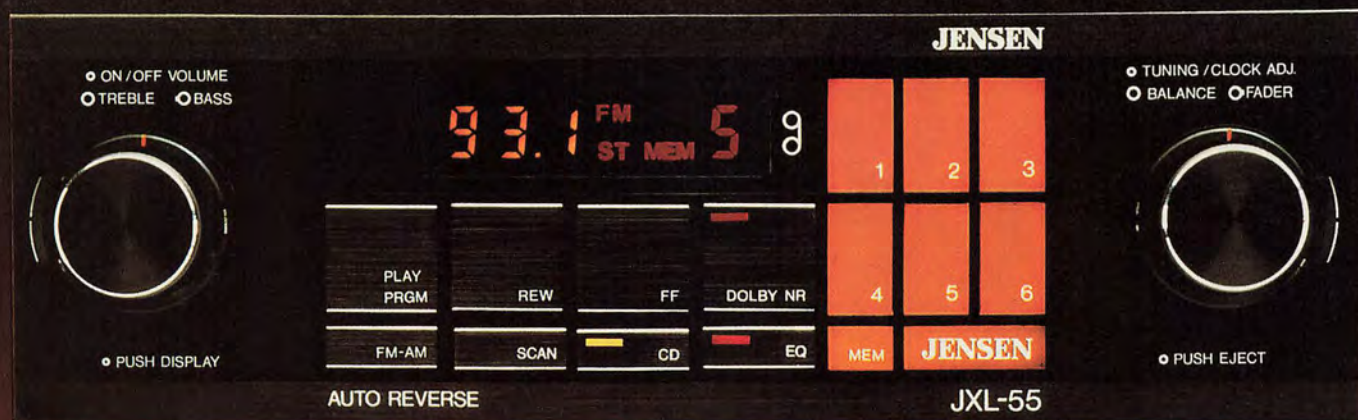 JENSEN
ON/OFF VOLUME
TREBLE BASS
TUNING/CLOCK ADJ.
BALANCE FADER
93.1 FM
ST MEM 5
1 2 3
PLAY
PRGM REW FF DOLBY NR
4 5 6
FM-AM SCAN CD EQ
MEM JENSEN
PUSH DISPLAY
PUSH EJECT
AUTO REVERSE
JXL-55